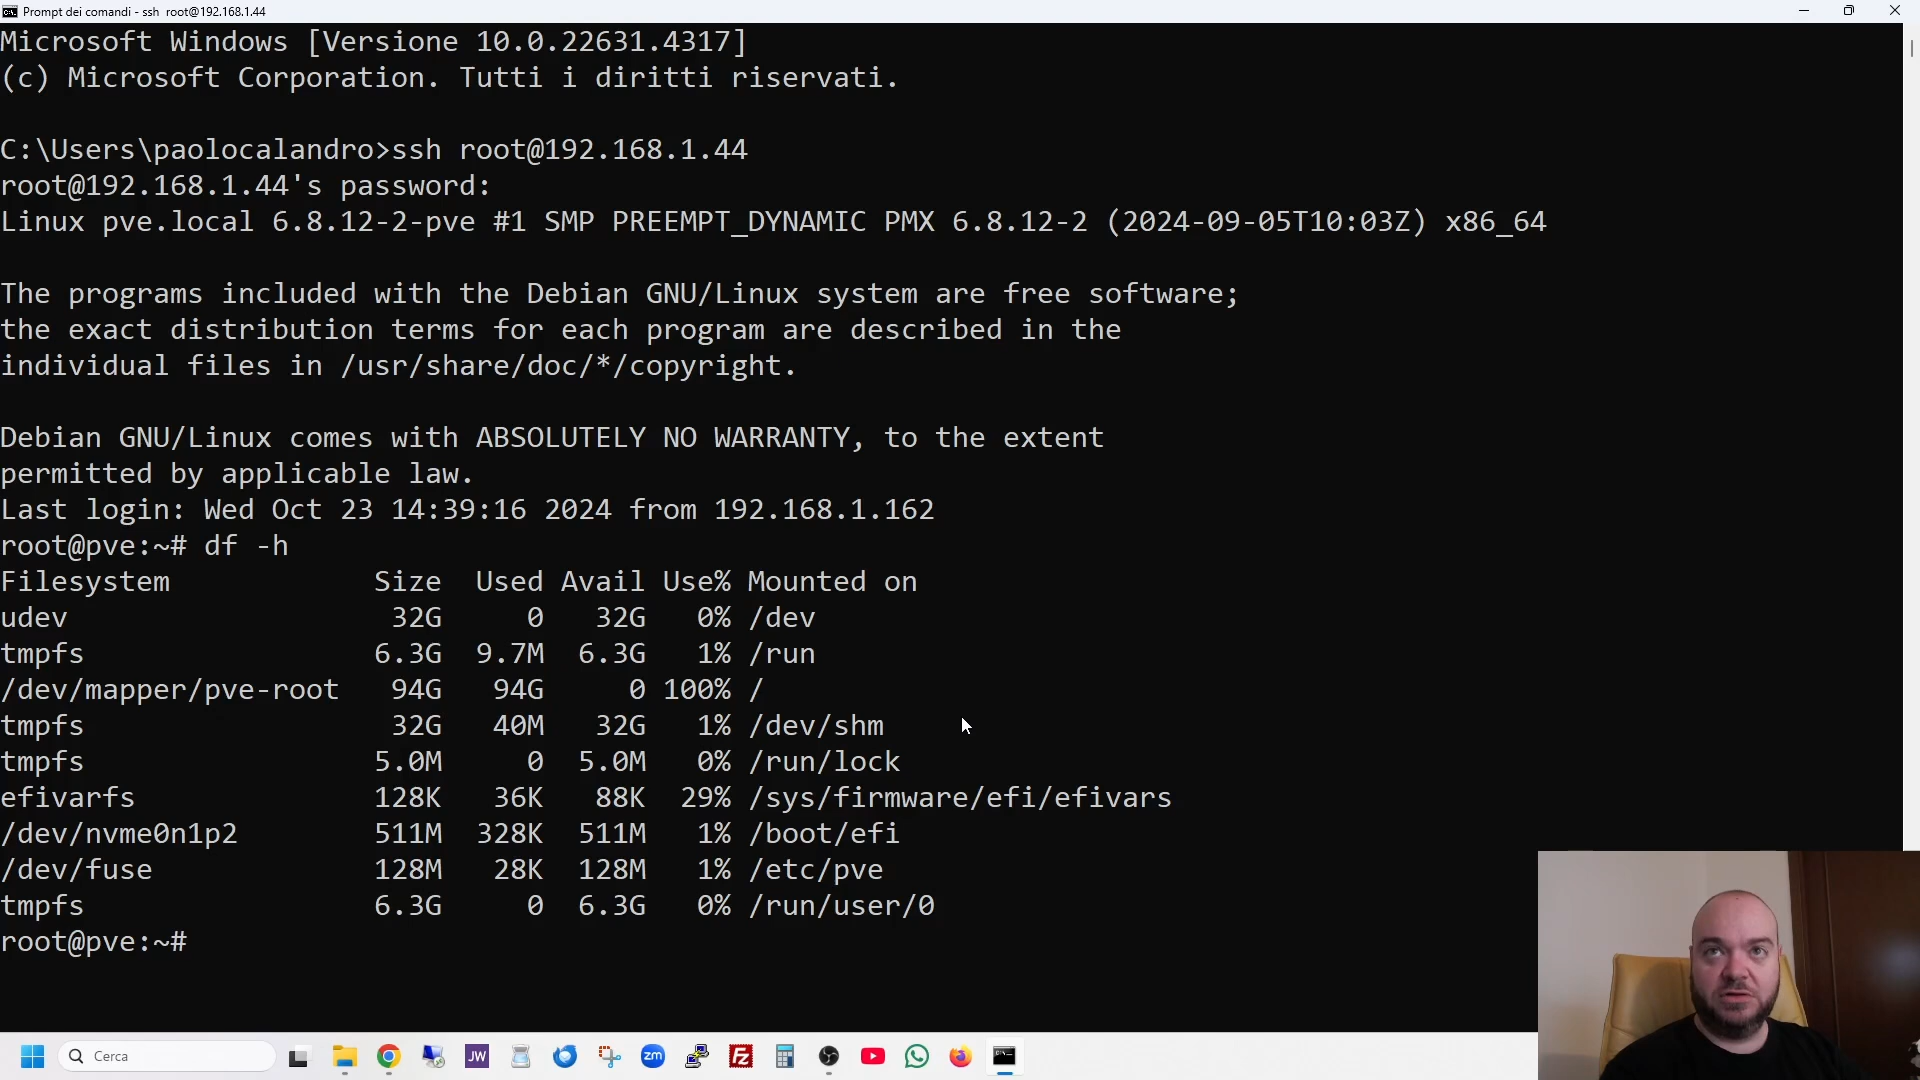 Prompt dei comandi - ssh root@192.168.1.44
Microsoft Windows [Versione 10.0.22631.4317]
(c) Microsoft Corporation. Tutti i diritti riservati.
C:\Users\paolocalandro>ssh root@192.168.1.44
root@192.168.1.44's password:
Linux pve.local 6.8.12-2-pve #1 SMP PREEMPT_DYNAMIC PMX 6.8.12-2 (2024-09-05T10:03Z) x86_64
The programs included with the Debian GNU/Linux system are free software;
the exact distribution terms for each program are described in the
individual files in /usr/share/doc/*/copyright.
Debian GNU/Linux comes with ABSOLUTELY NO WARRANTY, to the extent
permitted by applicable law.
Last login: Wed Oct 23 14:39:16 2024 from 192.168.1.162
root@pve:~# df -h
Filesystem Size Used Avail Use% Mounted on
udev 32G 0 32G 0% /dev
tmpfs 6.3G 9.7M 6.3G 1% /run
/dev/mapper/pve-root 94G 94G 0 100% /
tmpfs 32G 40M 32G 1% /dev/shm
tmpfs 5.0M 0 5.0M 0% /run/lock
efivarfs 128K 36K 88K 29% /sys/firmware/efi/efivars
/dev/nvme0n1p2 511M 328K 511M 1% /boot/efi
/dev/fuse 128M 28K 128M 1% /etc/pve
tmpfs 6.3G 0 6.3G 0% /run/user/0
root@pve:~#
Cerca
JW
zm
FZ